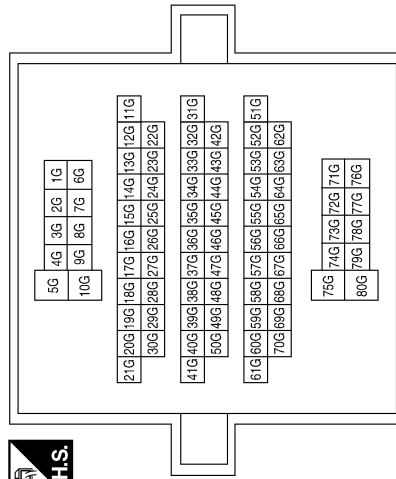 H.S.
5G 4G 3G 2G 1G
10G 9G 8G 7G 6G
21G 20G 19G 18G 17G 16G 15G 14G 13G 12G 11G
30G 29G 28G 27G 26G 25G 24G 23G 22G
41G 40G 39G 38G 37G 36G 35G 34G 33G 32G 31G
50G 49G 48G 47G 46G 45G 44G 43G 42G
61G 60G 59G 58G 57G 56G 55G 54G 53G 52G 51G
70G 69G 68G 67G 66G 65G 64G 63G 62G
75G 74G 73G 72G 71G
80G 79G 78G 77G 76G